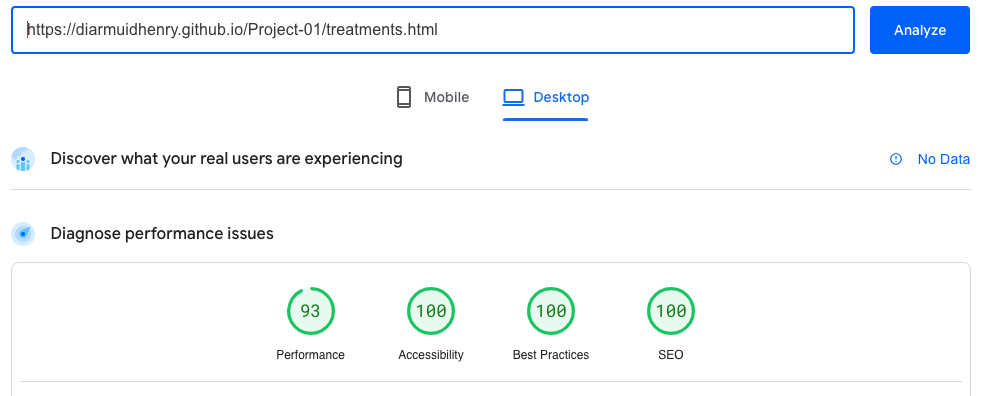 https://diarmuidhenry.github.io/Project-01/treatments.html
Analyze
Mobile
Desktop
Discover what your real users are experiencing
No Data
Diagnose performance issues
93
100
100
100
Performance
Accessibility
Best Practices
SEO